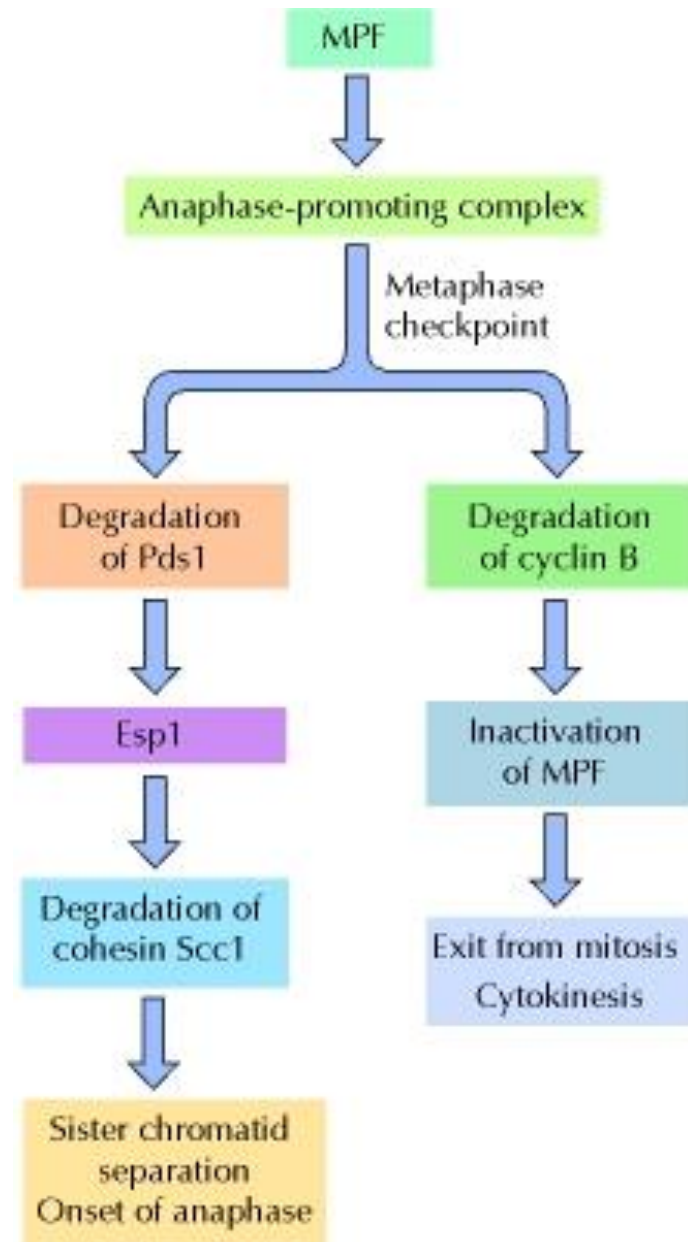 MPF
Anaphase-promoting complex
Metaphase
checkpoint
Degradation
of Pds1
Esp1
Degradation of
cohesin Scc1
Sister chromatid
separation
Onset of anaphase
Degradation
of cyclin B
Inactivation
of MPF
Exit from mitosis
Cytokinesis